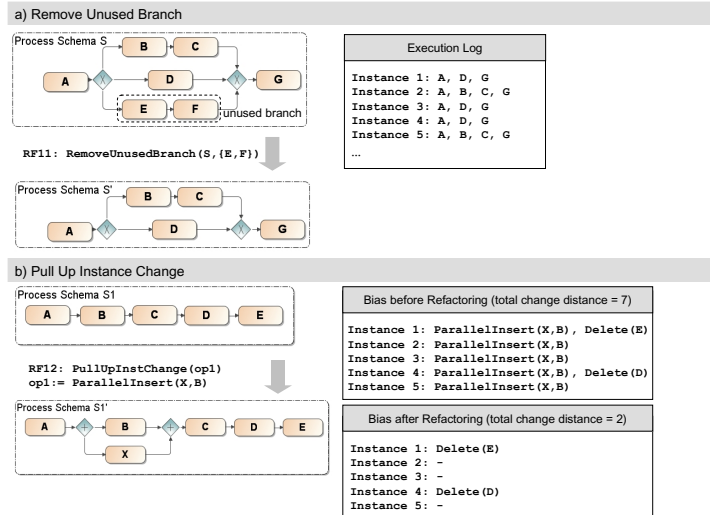 a) Remove Unused Branch
Process Schema S
B C
A X D X G
E F
unused branch
RF11: RemoveUnusedBranch(S,{E,F})
Process Schema S'
B C
A X D X G
Execution Log
Instance 1: A, D, G
Instance 2: A, B, C, G
Instance 3: A, D, G
Instance 4: A, D, G
Instance 5: A, B, C, G
…
b) Pull Up Instance Change
Process Schema S1
A B C D E
RF12: PullUpInstChange(op1)
op1:= ParallelInsert(X,B)
Process Schema S1'
A + B + C D E
X
Bias before Refactoring (total change distance = 7)
Instance 1: ParallelInsert(X,B), Delete(E)
Instance 2: ParallelInsert(X,B)
Instance 3: ParallelInsert(X,B)
Instance 4: ParallelInsert(X,B), Delete(D)
Instance 5: ParallelInsert(X,B)
Bias after Refactoring (total change distance = 2)
Instance 1: Delete(E)
Instance 2: -
Instance 3: -
Instance 4: Delete(D)
Instance 5: -